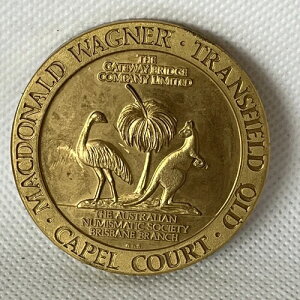 MACDONALD WAGNER · TRANSFIELD QLD · CAPEL COURT ·
THE
GATEWAY BRIDGE
COMPANY LIMITED
THE AUSTRALIAN
NUMISMATIC SOCIETY
BRISBANE BRANCH